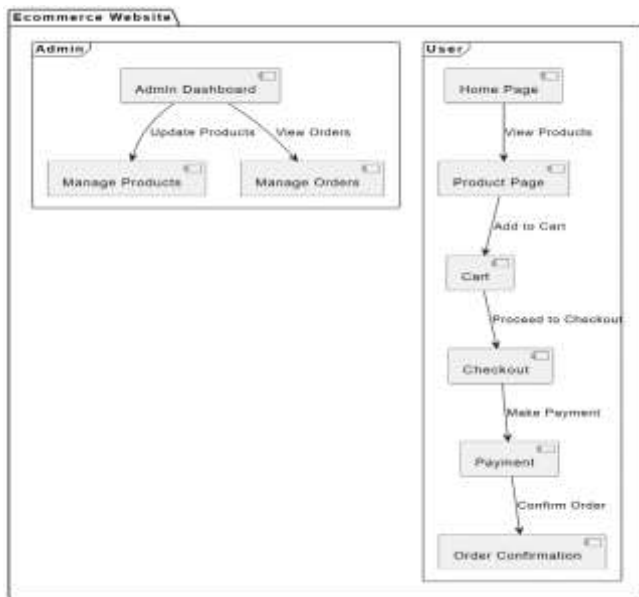 Ecommerce Website
Admin
Admin Dashboard
Update Products
View Orders
Manage Products
Manage Orders
User
Home Page
View Products
Product Page
Add to Cart
Cart
Proceed to Checkout
Checkout
Make Payment
Payment
Confirm Order
Order Confirmation